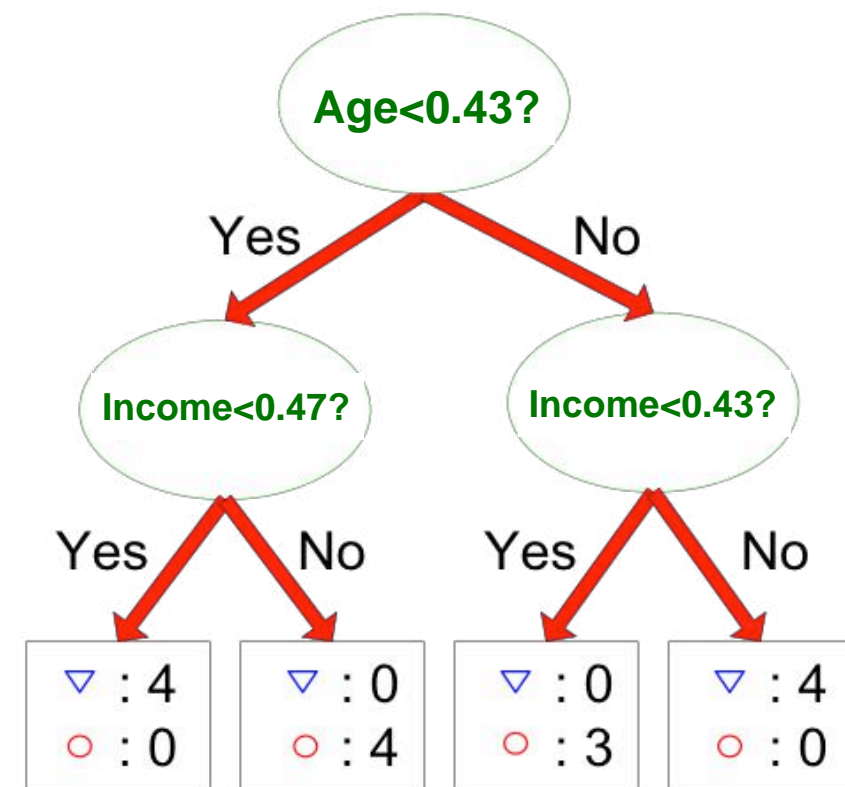 Age<0.43?
Yes No
Income<0.47? Income<0.43?
Yes No Yes No
: 4 : 0 : 0 : 4
: 0 : 4 : 3 : 0